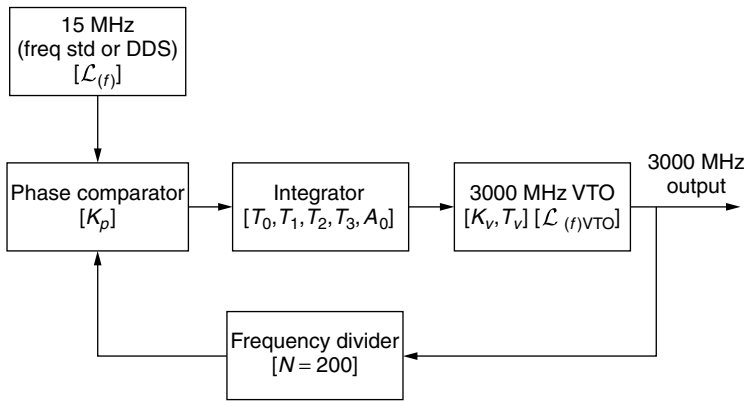 15 MHz
(freq std or DDS)
[ℒ(f)]
Phase comparator
[Kp]
Integrator
[T0, T1, T2, T3, A0]
3000 MHz VTO
[Kv, Tv] [ℒ (f)VTO]
3000 MHz
output
Frequency divider
[N = 200]